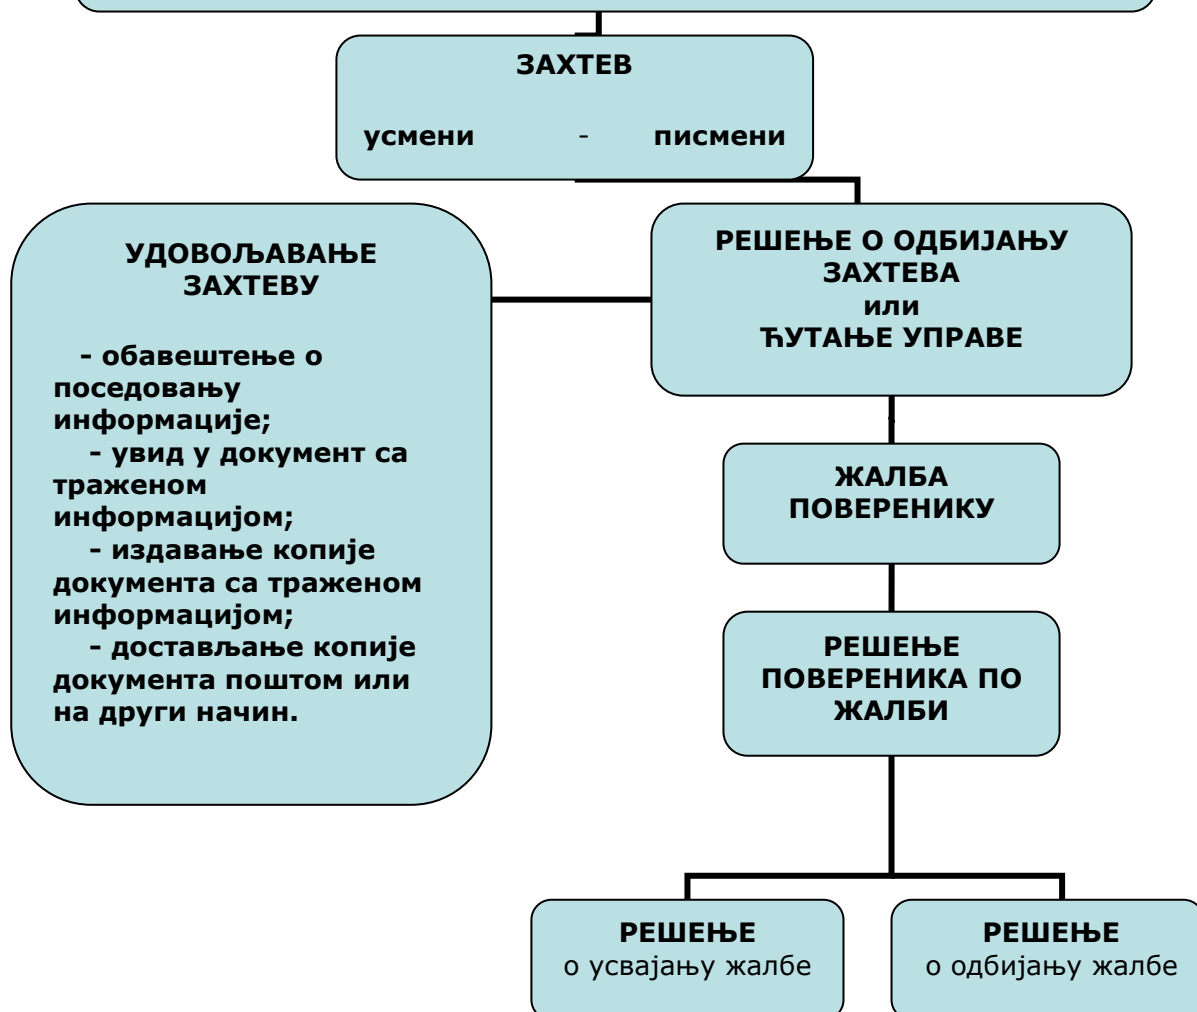 ЗАХТЕВ
усмени - писмени
УДОВОЉАВАЊЕ
ЗАХТЕВУ
- обавештење о
поседовању
информације;
- увид у документ са
траженом
информацијом;
- издавање копије
документа са траженом
информацијом;
- достављање копије
документа поштом или
на други начин.
РЕШЕЊЕ О ОДБИЈАЊУ
ЗАХТЕВА
или
ЋУТАЊЕ УПРАВЕ
ЖАЛБА
ПОВЕРЕНИКУ
РЕШЕЊЕ
ПОВЕРЕНИКА ПО
ЖАЛБИ
РЕШЕЊЕ
о усвајању жалбе
РЕШЕЊЕ
о одбијању жалбе